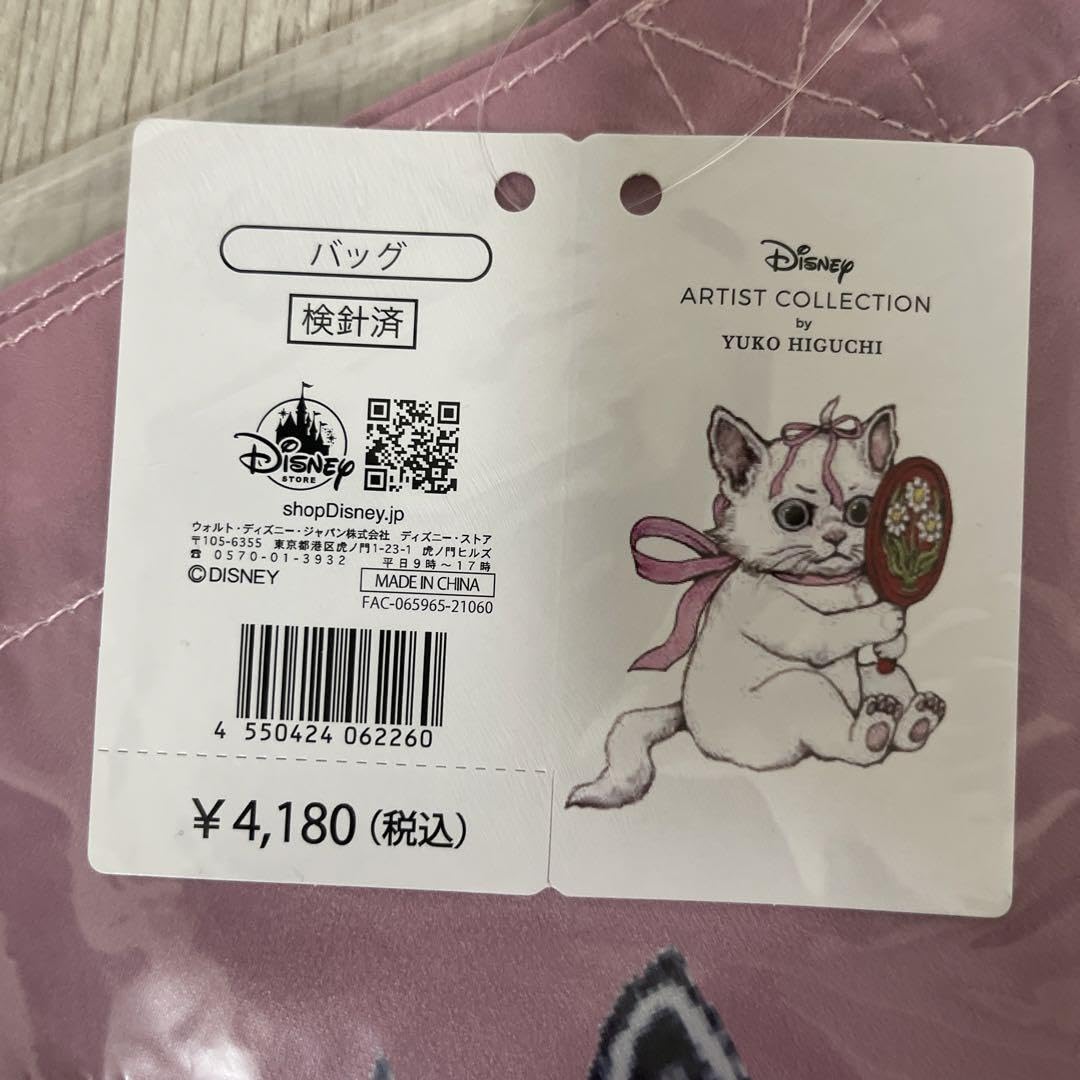 バッグ
検針済
Disney
STORE
shopDisney.jp
ウォルト・ディズニー・ジャパン株式会社 ディズニー・ストア
〒105-6355 東京都港区虎ノ門1-23-1 虎ノ門ヒルズ
☎ 0570-01-3932 平日9時～17時
©DISNEY
MADE IN CHINA
FAC-065965-21060
4 550424 062260
¥4,180(税込)
Disney
ARTIST COLLECTION
by
YUKO HIGUCHI